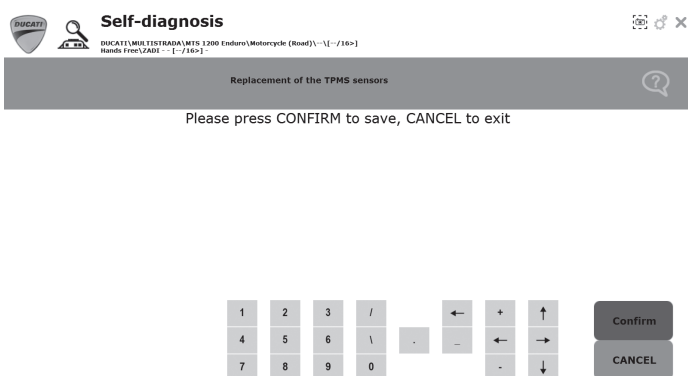 DUCATI
Self-diagnosis
DUCATI\MULTISTRADA\MTS 1200 Enduro\Motorcycle (Road)\--\[--/16>]
Hands Free\ZADI - - [--/16>] -
Replacement of the TPMS sensors
?
Please press CONFIRM to save, CANCEL to exit
1 2 3 / ← + ↑
Confirm
4 5 6 \ . _ ← →
7 8 9 0 - ↓
CANCEL